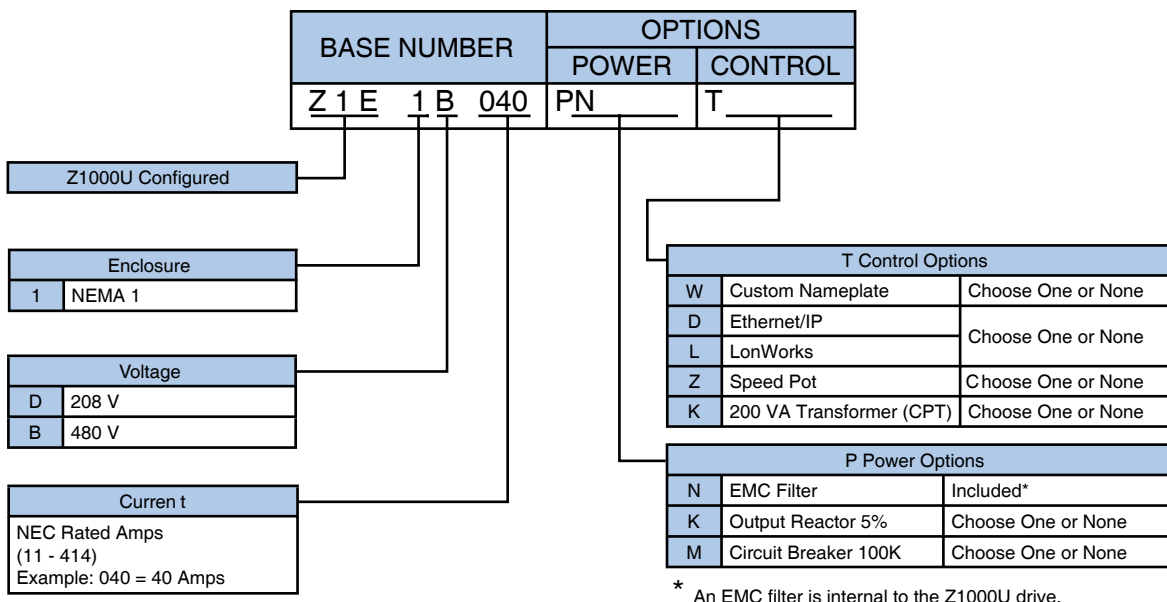 BASE NUMBER
OPTIONS
POWER
CONTROL
Z 1 E 1 B 040
PN
T
Z1000U Configured
Enclosure
1 NEMA 1
Voltage
D 208 V
B 480 V
Curren t
NEC Rated Amps
(11 - 414)
Example: 040 = 40 Amps
T Control Options
W Custom Nameplate Choose One or None
D Ethernet/IP Choose One or None
L LonWorks
Z Speed Pot Choose One or None
K 200 VA Transformer (CPT) Choose One or None
P Power Options
N EMC Filter Included*
K Output Reactor 5% Choose One or None
M Circuit Breaker 100K Choose One or None
* An EMC filter is internal to the Z1000U drive.